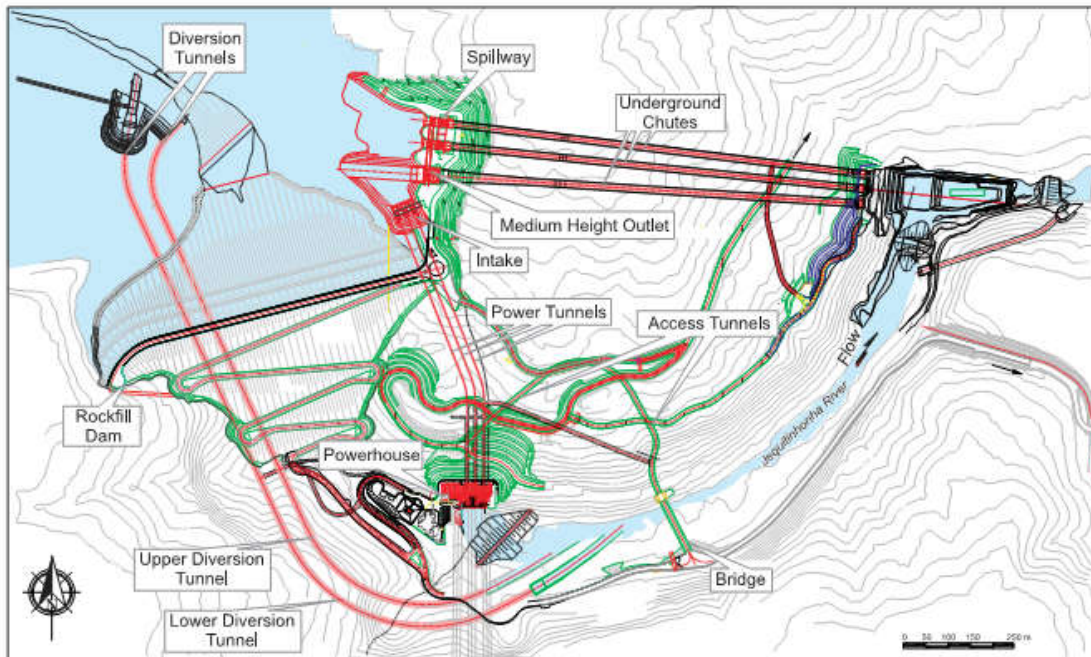 Diversion
Tunnels
Spillway
Underground
Chutes
Medium Height Outlet
Intake
Power Tunnels
Access Tunnels
Flow
Jequitinhonha River
Rockfill
Dam
Powerhouse
Upper Diversion
Tunnel
Lower Diversion
Tunnel
Bridge
0 50 100 150 250 m